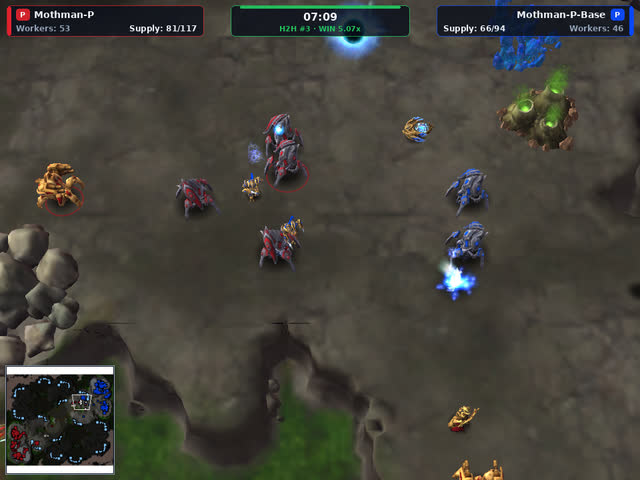 P Mothman-P
Workers: 53 Supply: 81/117
07:09
H2H #3 · WIN 5.07x
Mothman-P-Base P
Supply: 66/94 Workers: 46